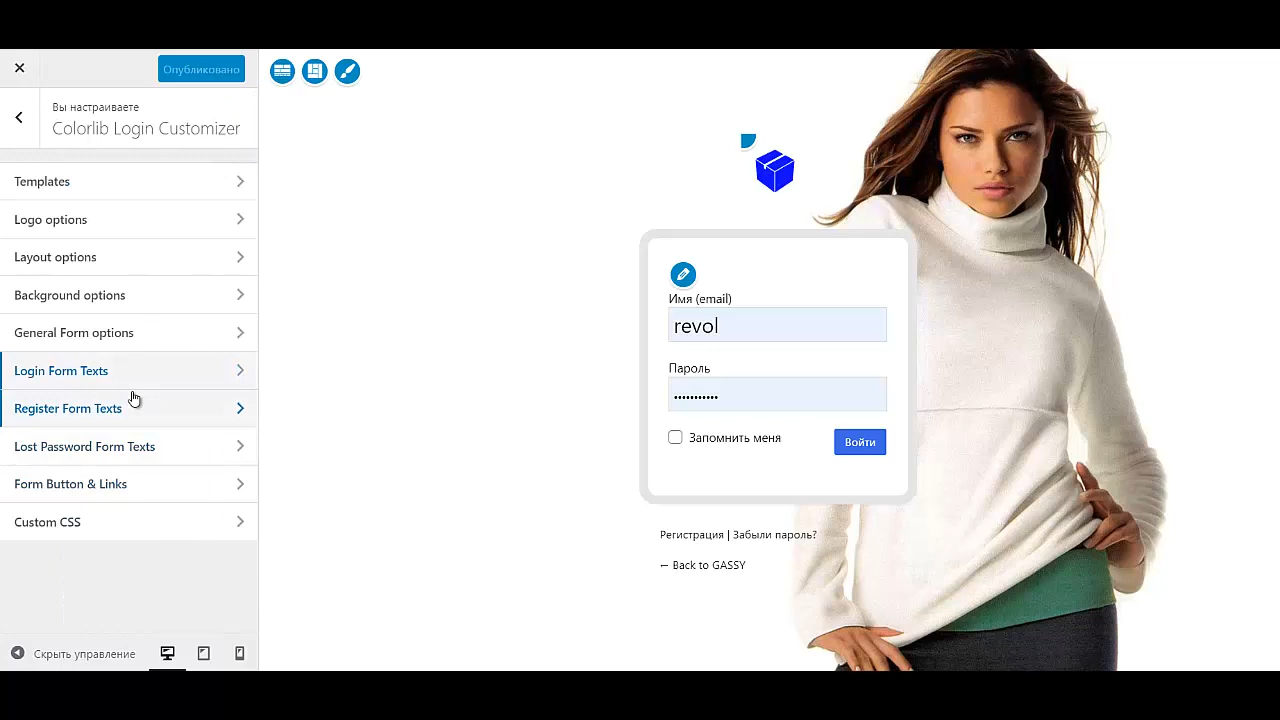 Опубликовано
Вы настраиваете
Colorlib Login Customizer
Templates
Logo options
Layout options
Background options
General Form options
Login Form Texts
Register Form Texts
Lost Password Form Texts
Form Button & Links
Custom CSS
Скрыть управление
Имя (email)
revol
Пароль
•••••••••••
Запомнить меня
Войти
Регистрация | Забыли пароль?
← Back to GASSY